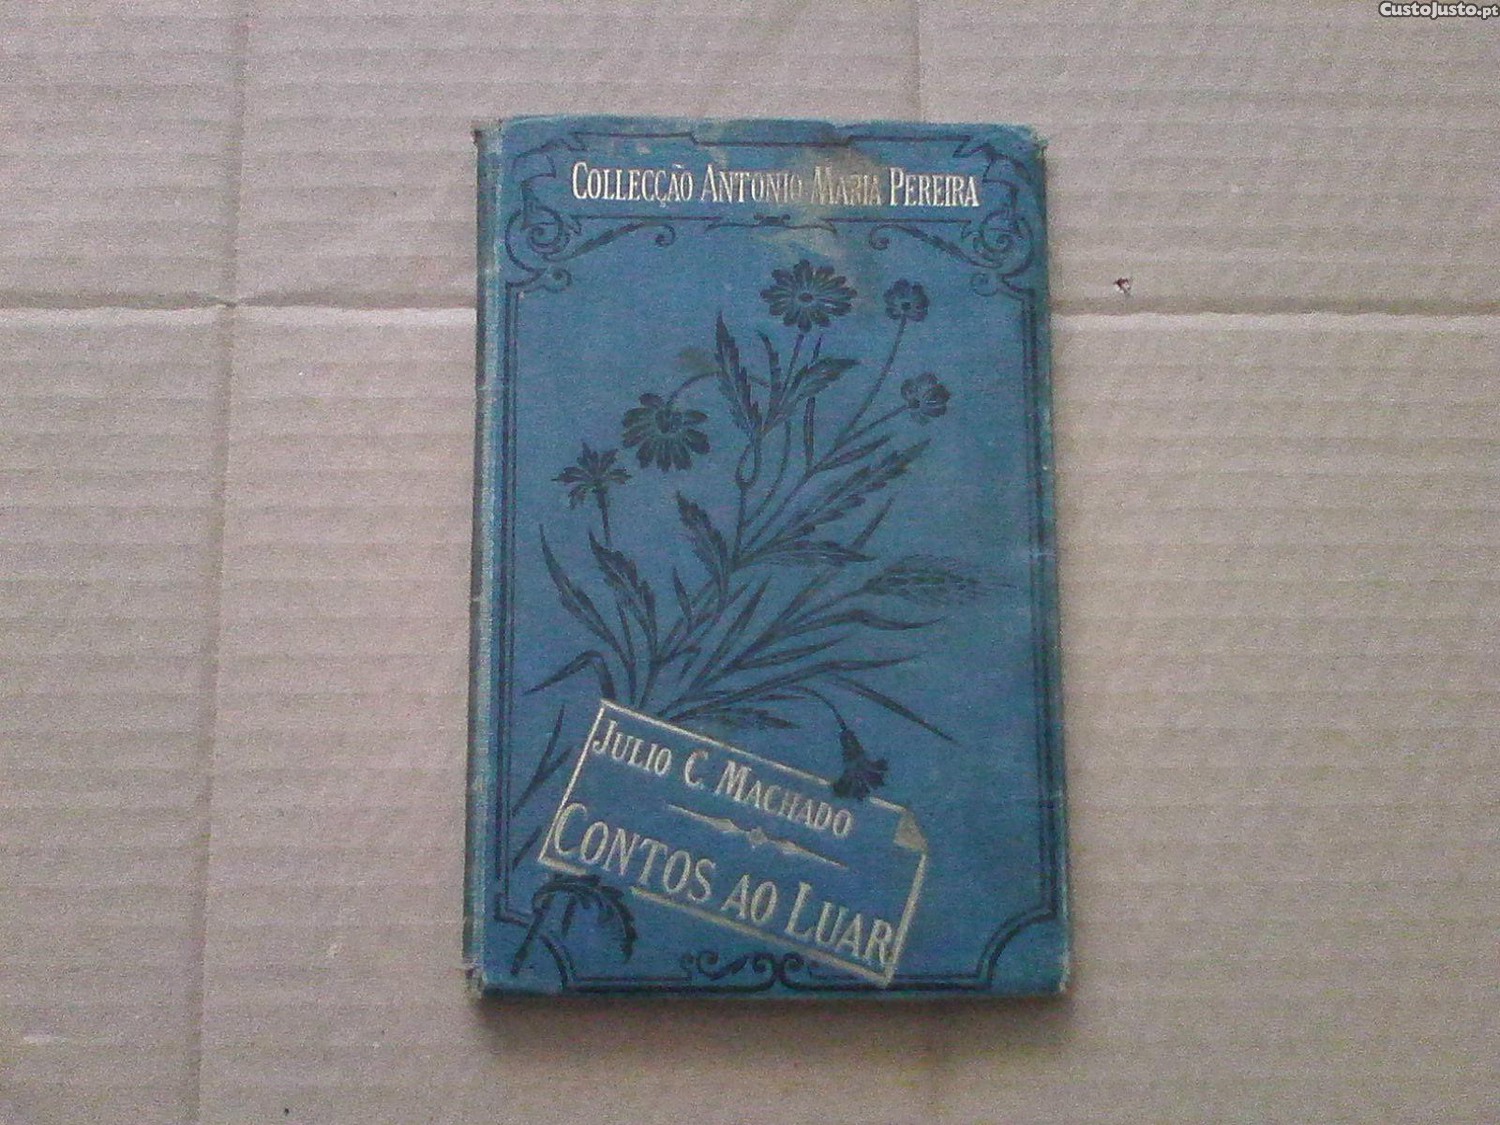 CustoJusto.pt
COLLECÇÃO ANTONIO MARIA PEREIRA
JULIO C. MACHADO
CONTOS AO LUAR